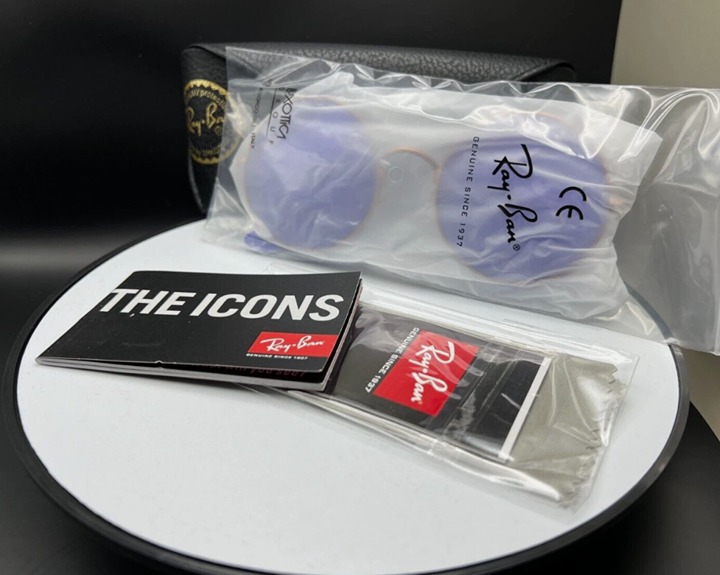 Ray-Ban
LUXOTTICA
GROUP
Ray-Ban®
GENUINE SINCE 1937
CE
THE ICONS
Ray-Ban
GENUINE SINCE 1937
Ray-Ban
GENUINE SINCE 1937